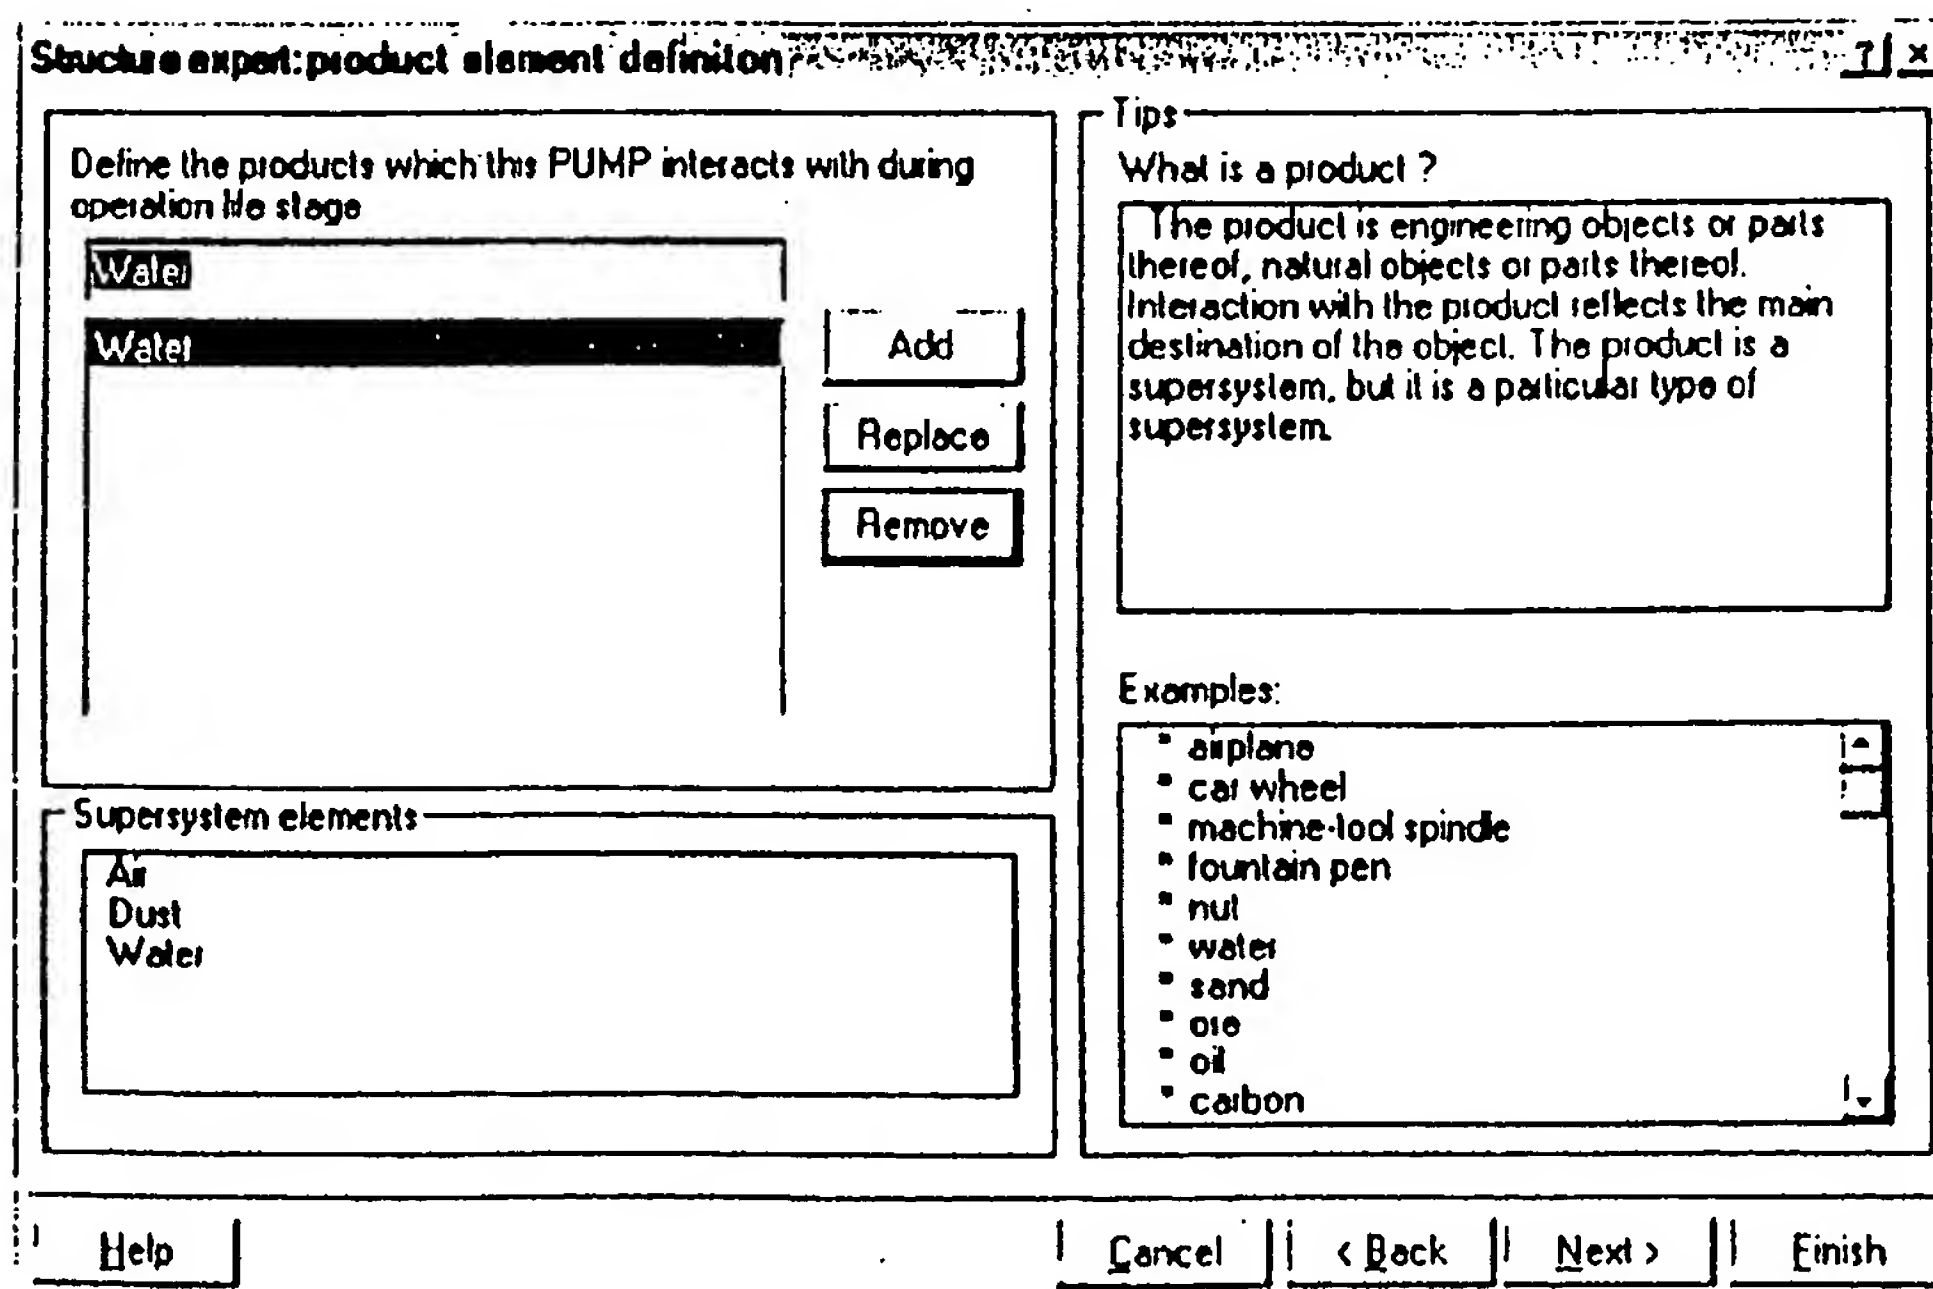 Structure expert: product element definiton
? ×
Define the products which this PUMP interacts with during
operation life stage
Water
Water
Add
Replace
Remove
Supersystem elements
Air
Dust
Water
Tips
What is a product ?
The product is engineering objects or parts
thereof, natural objects or parts thereof.
Interaction with the product reflects the main
destination of the object. The product is a
supersystem, but it is a particular type of
supersystem.
Examples:
* airplane
* car wheel
* machine-tool spindle
* fountain pen
* nut
* water
* sand
* ore
* oil
* carbon
Help
Cancel
< Back
Next >
Finish